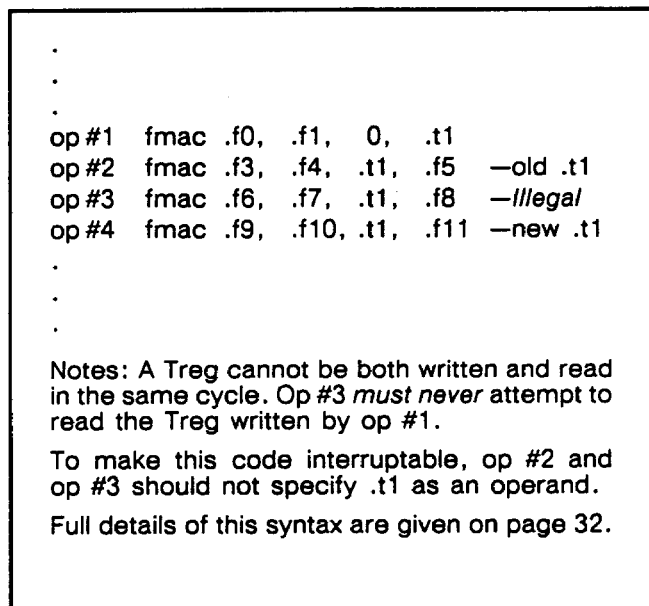 .
.
.
op #1 fmac .f0, .f1, 0, .t1
op #2 fmac .f3, .f4, .t1, .f5 —old .t1
op #3 fmac .f6, .f7, .t1, .f8 —Illegal
op #4 fmac .f9, .f10, .t1, .f11 —new .t1
.
.
.
Notes: A Treg cannot be both written and read
in the same cycle. Op #3 must never attempt to
read the Treg written by op #1.
To make this code interruptable, op #2 and
op #3 should not specify .t1 as an operand.
Full details of this syntax are given on page 32.